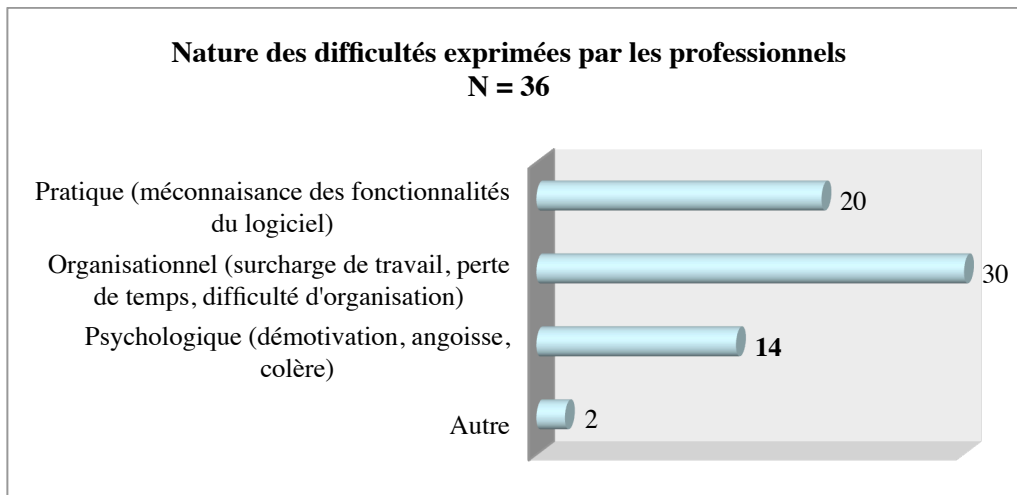 Nature des difficultés exprimées par les professionnels
N = 36
Pratique (méconnaisance des fonctionnalités
du logiciel)
20
Organisationnel (surcharge de travail, perte
de temps, difficulté d'organisation)
30
Psychologique (démotivation, angoisse,
colère)
14
Autre
2